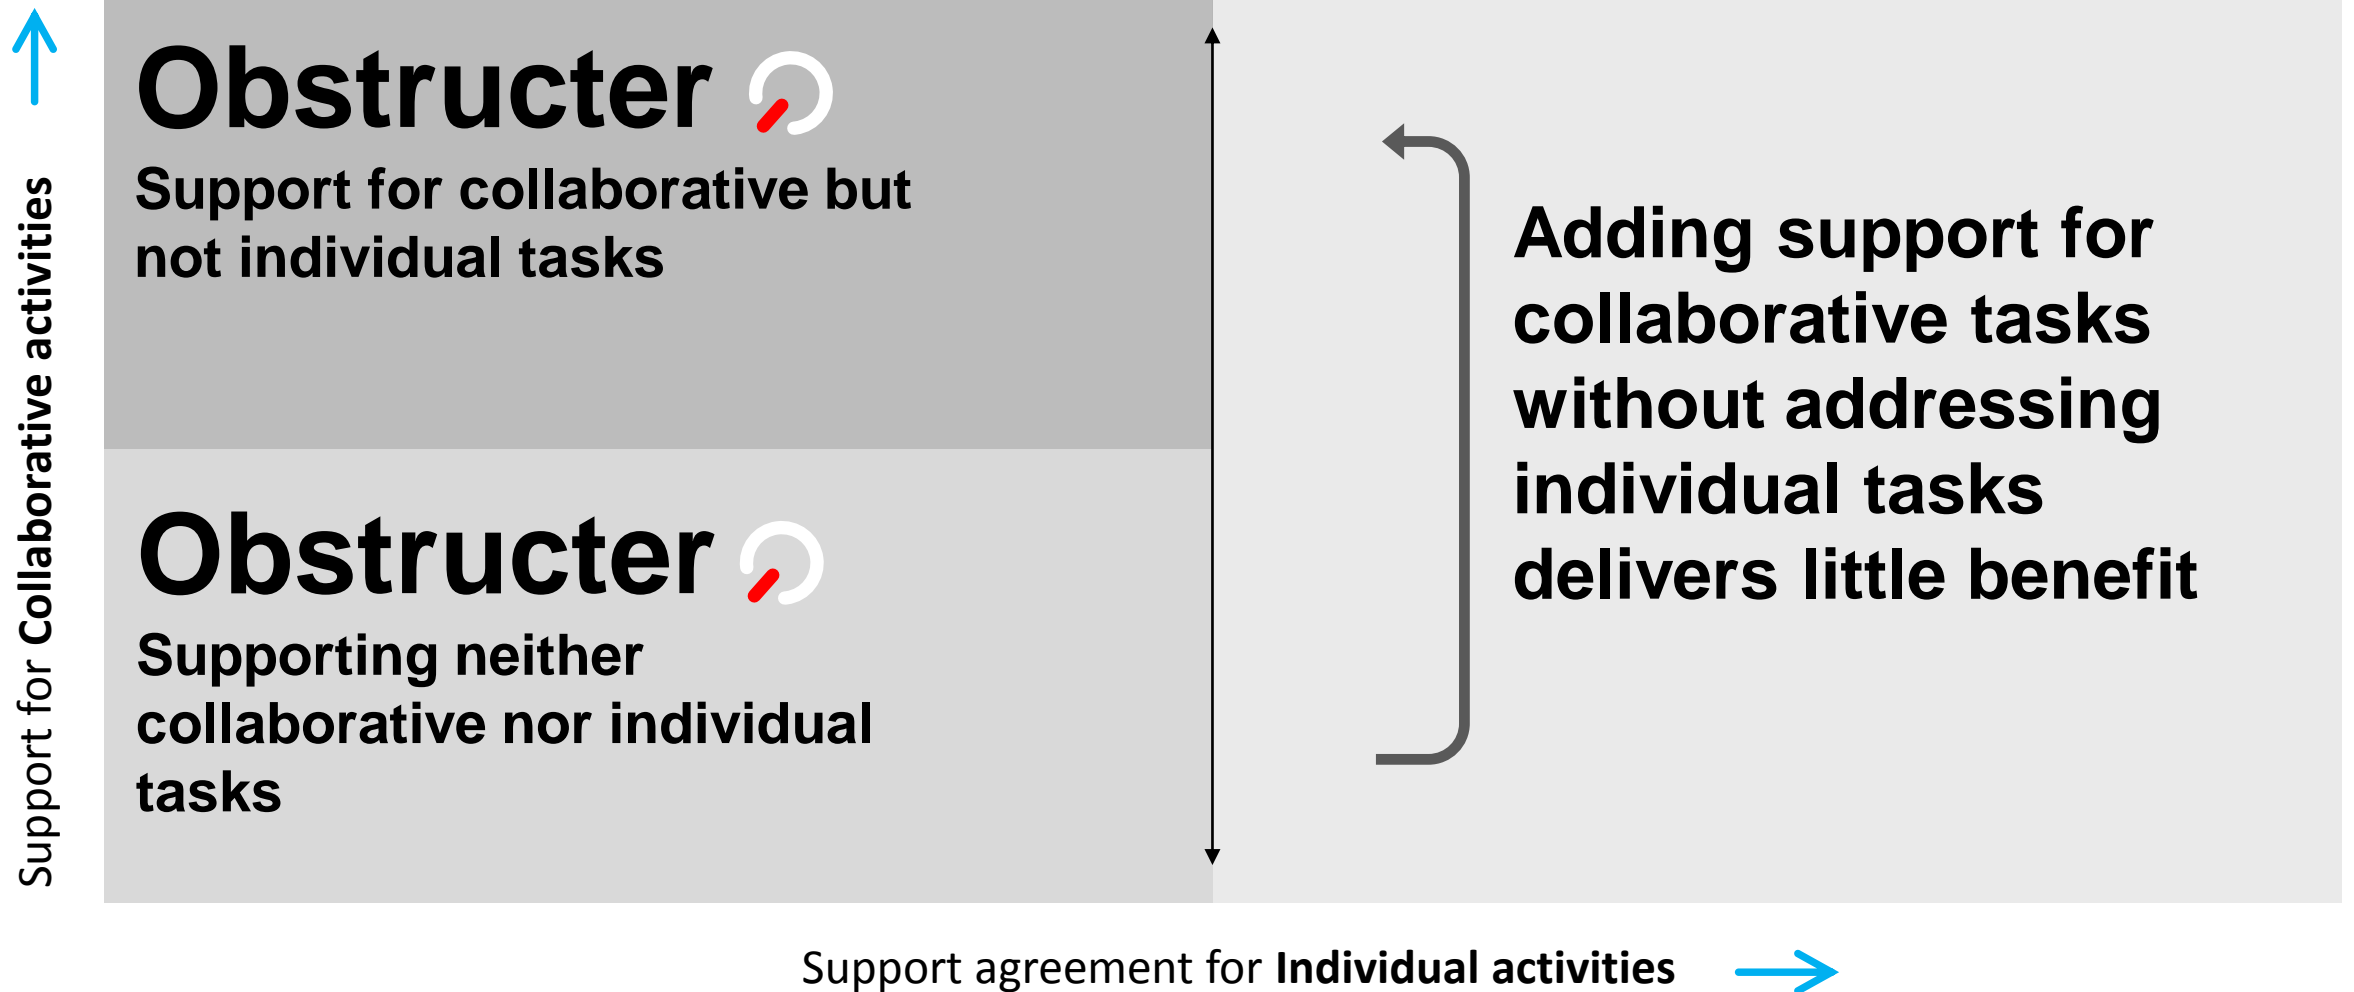 Support for Collaborative activities
Obstructer
Support for collaborative but
not individual tasks
Obstructer
Supporting neither
collaborative nor individual
tasks
Adding support for
collaborative tasks
without addressing
individual tasks
delivers little benefit
Support agreement for Individual activities